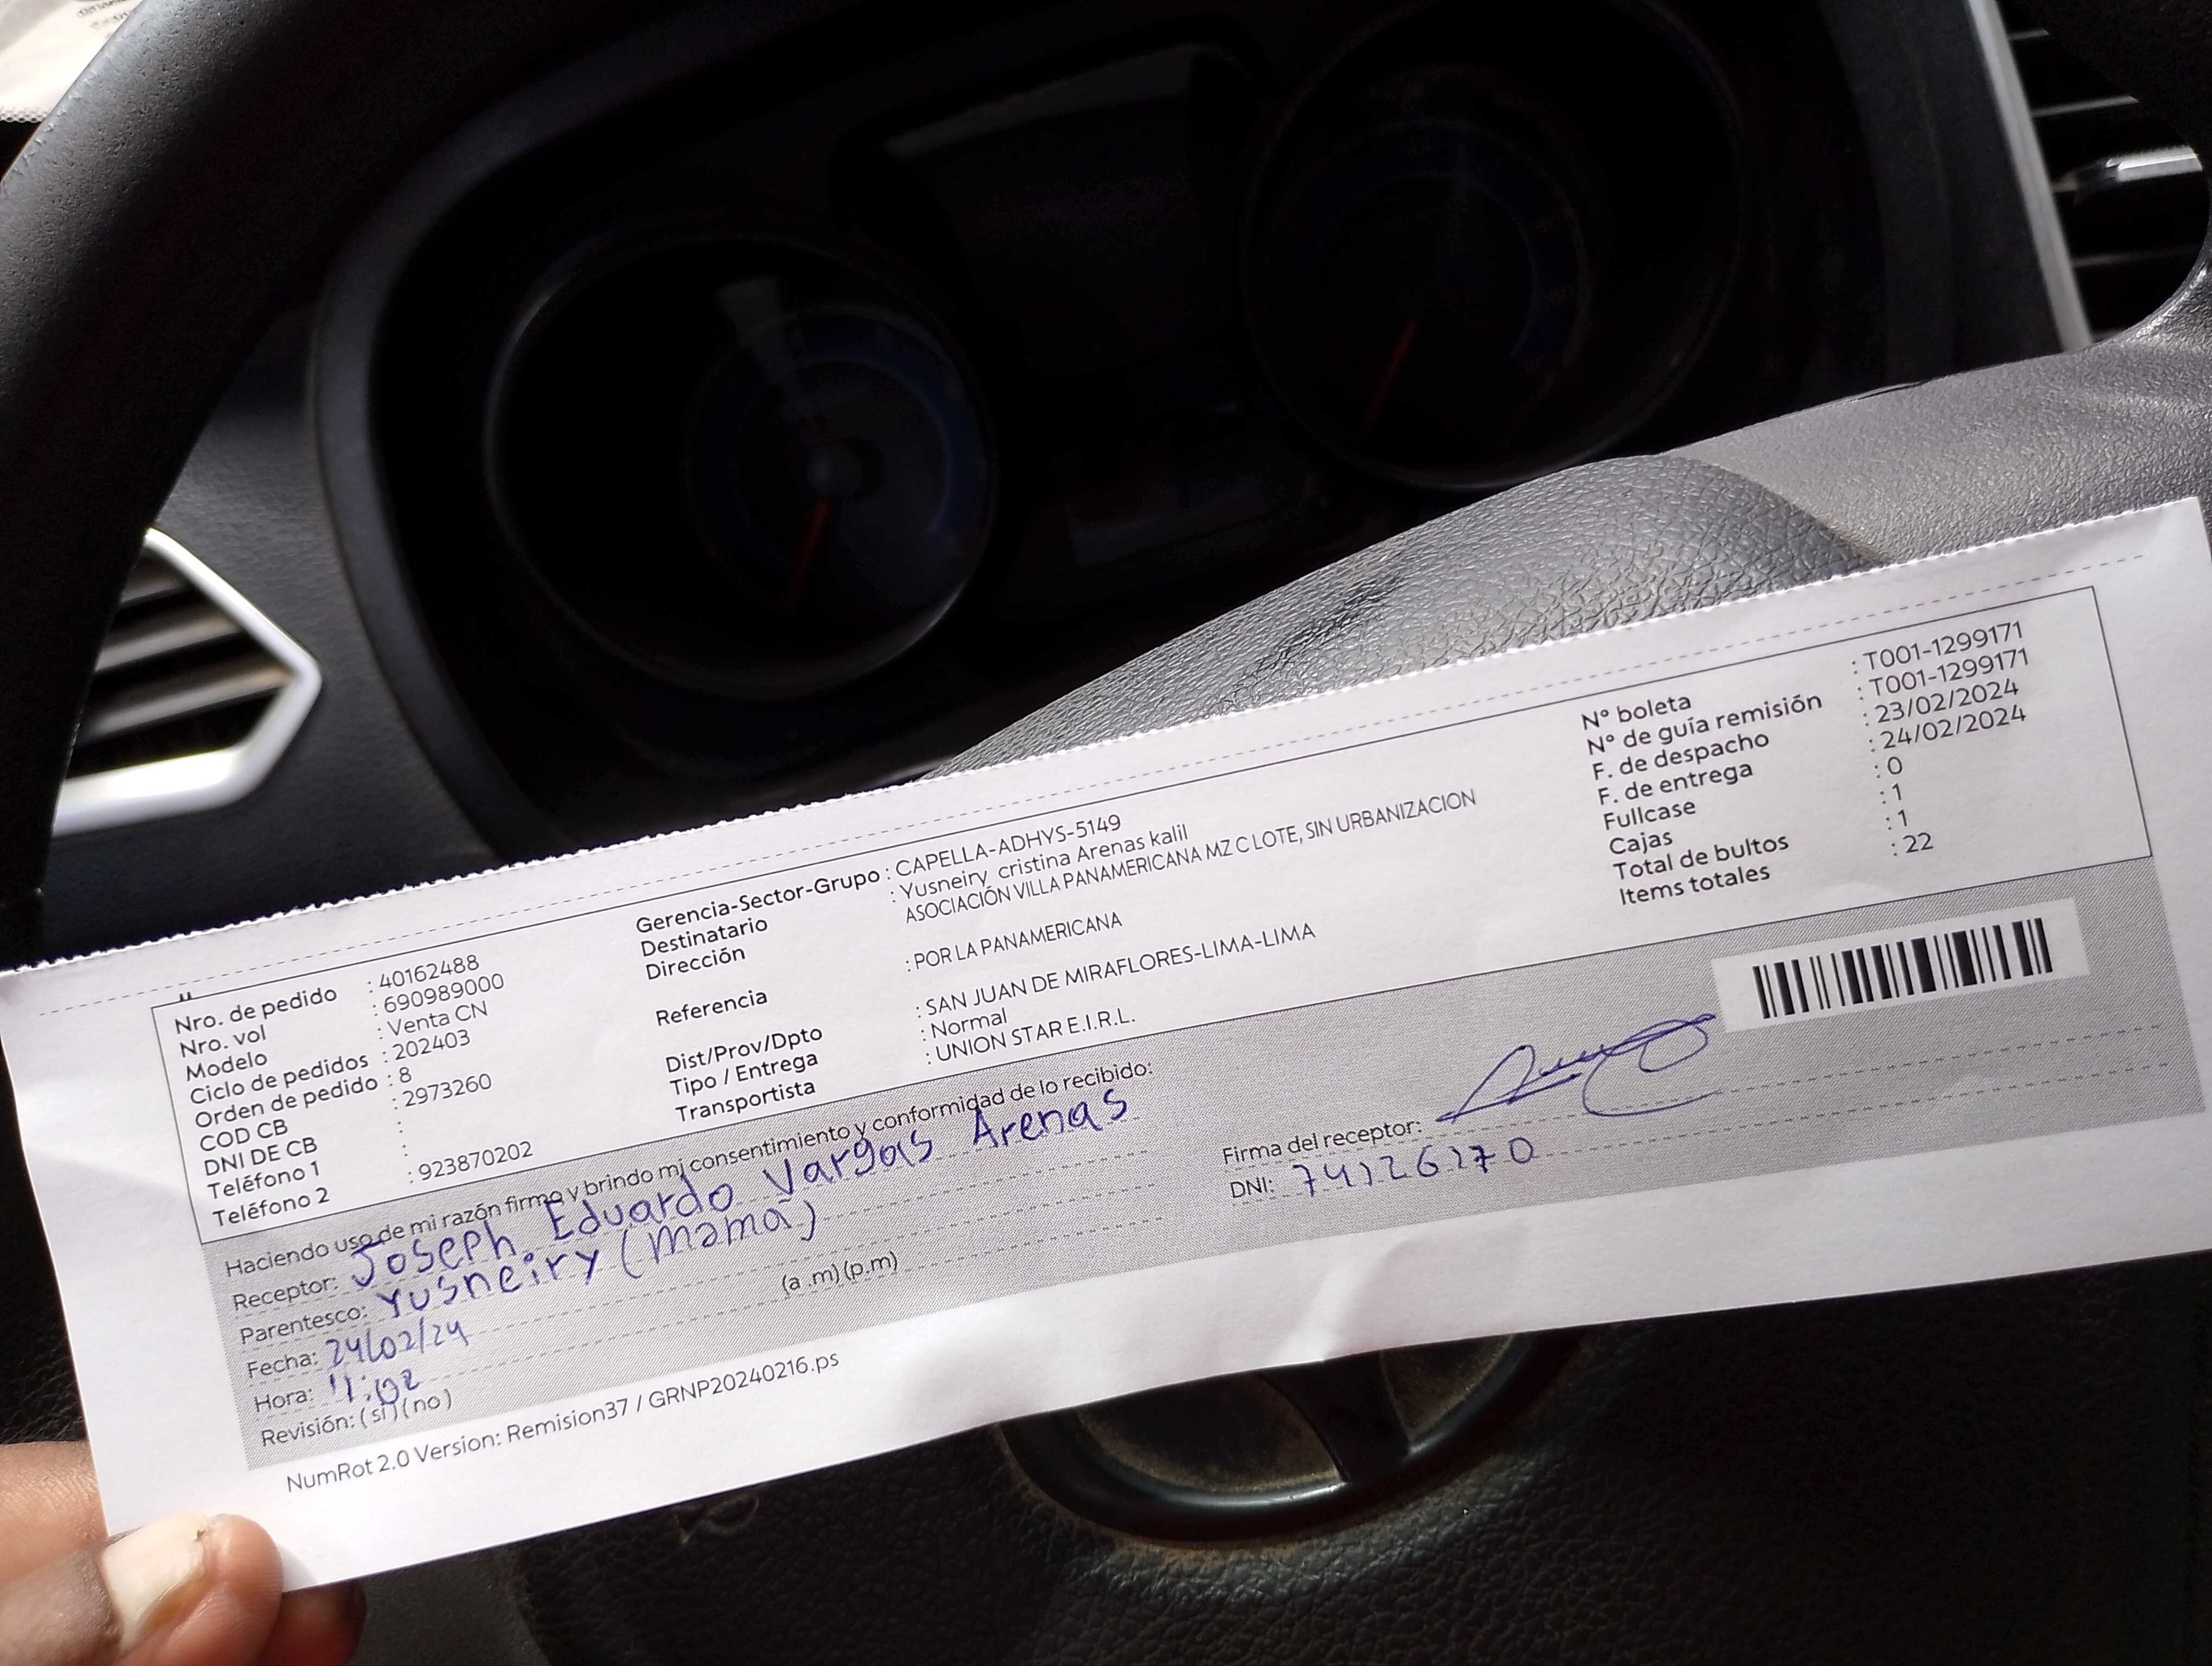 Nro. de pedido : 40162488
Nro. vol : 690989000
Modelo : Venta CN
Ciclo de pedidos : 202403
Orden de pedido : 8
COD CB : 2973260
DNI DE CB :
Teléfono 1 :
Teléfono 2 : 923870202
Gerencia-Sector-Grupo : CAPELLA-ADHYS-5149
Destinatario : Yusneiry cristina Arenas kalil
Dirección ASOCIACIÓN VILLA PANAMERICANA MZ C LOTE, SIN URBANIZACION
Referencia : POR LA PANAMERICANA
Dist/Prov/Dpto : SAN JUAN DE MIRAFLORES-LIMA-LIMA
Tipo / Entrega : Normal
Transportista : UNION STAR E.I.R.L.
N° boleta : T001-1299171
N° de guía remisión : T001-1299171
F. de despacho : 23/02/2024
F. de entrega : 24/02/2024
Fullcase : 0
Cajas : 1
Total de bultos : 1
Items totales : 22
Haciendo uso de mi razón firmo y brindo mi consentimiento y conformidad de lo recibido:
Receptor: Joseph Eduardo Vargas Arenas
Parentesco: Yusneiry (mamá)
Fecha: 24/02/24
Hora: :02 (a .m) (p.m)
Revisión: (si) (no)
Firma del receptor:
DNI:
NumRot 2.0 Version: Remision37 / GRNP20240216.ps